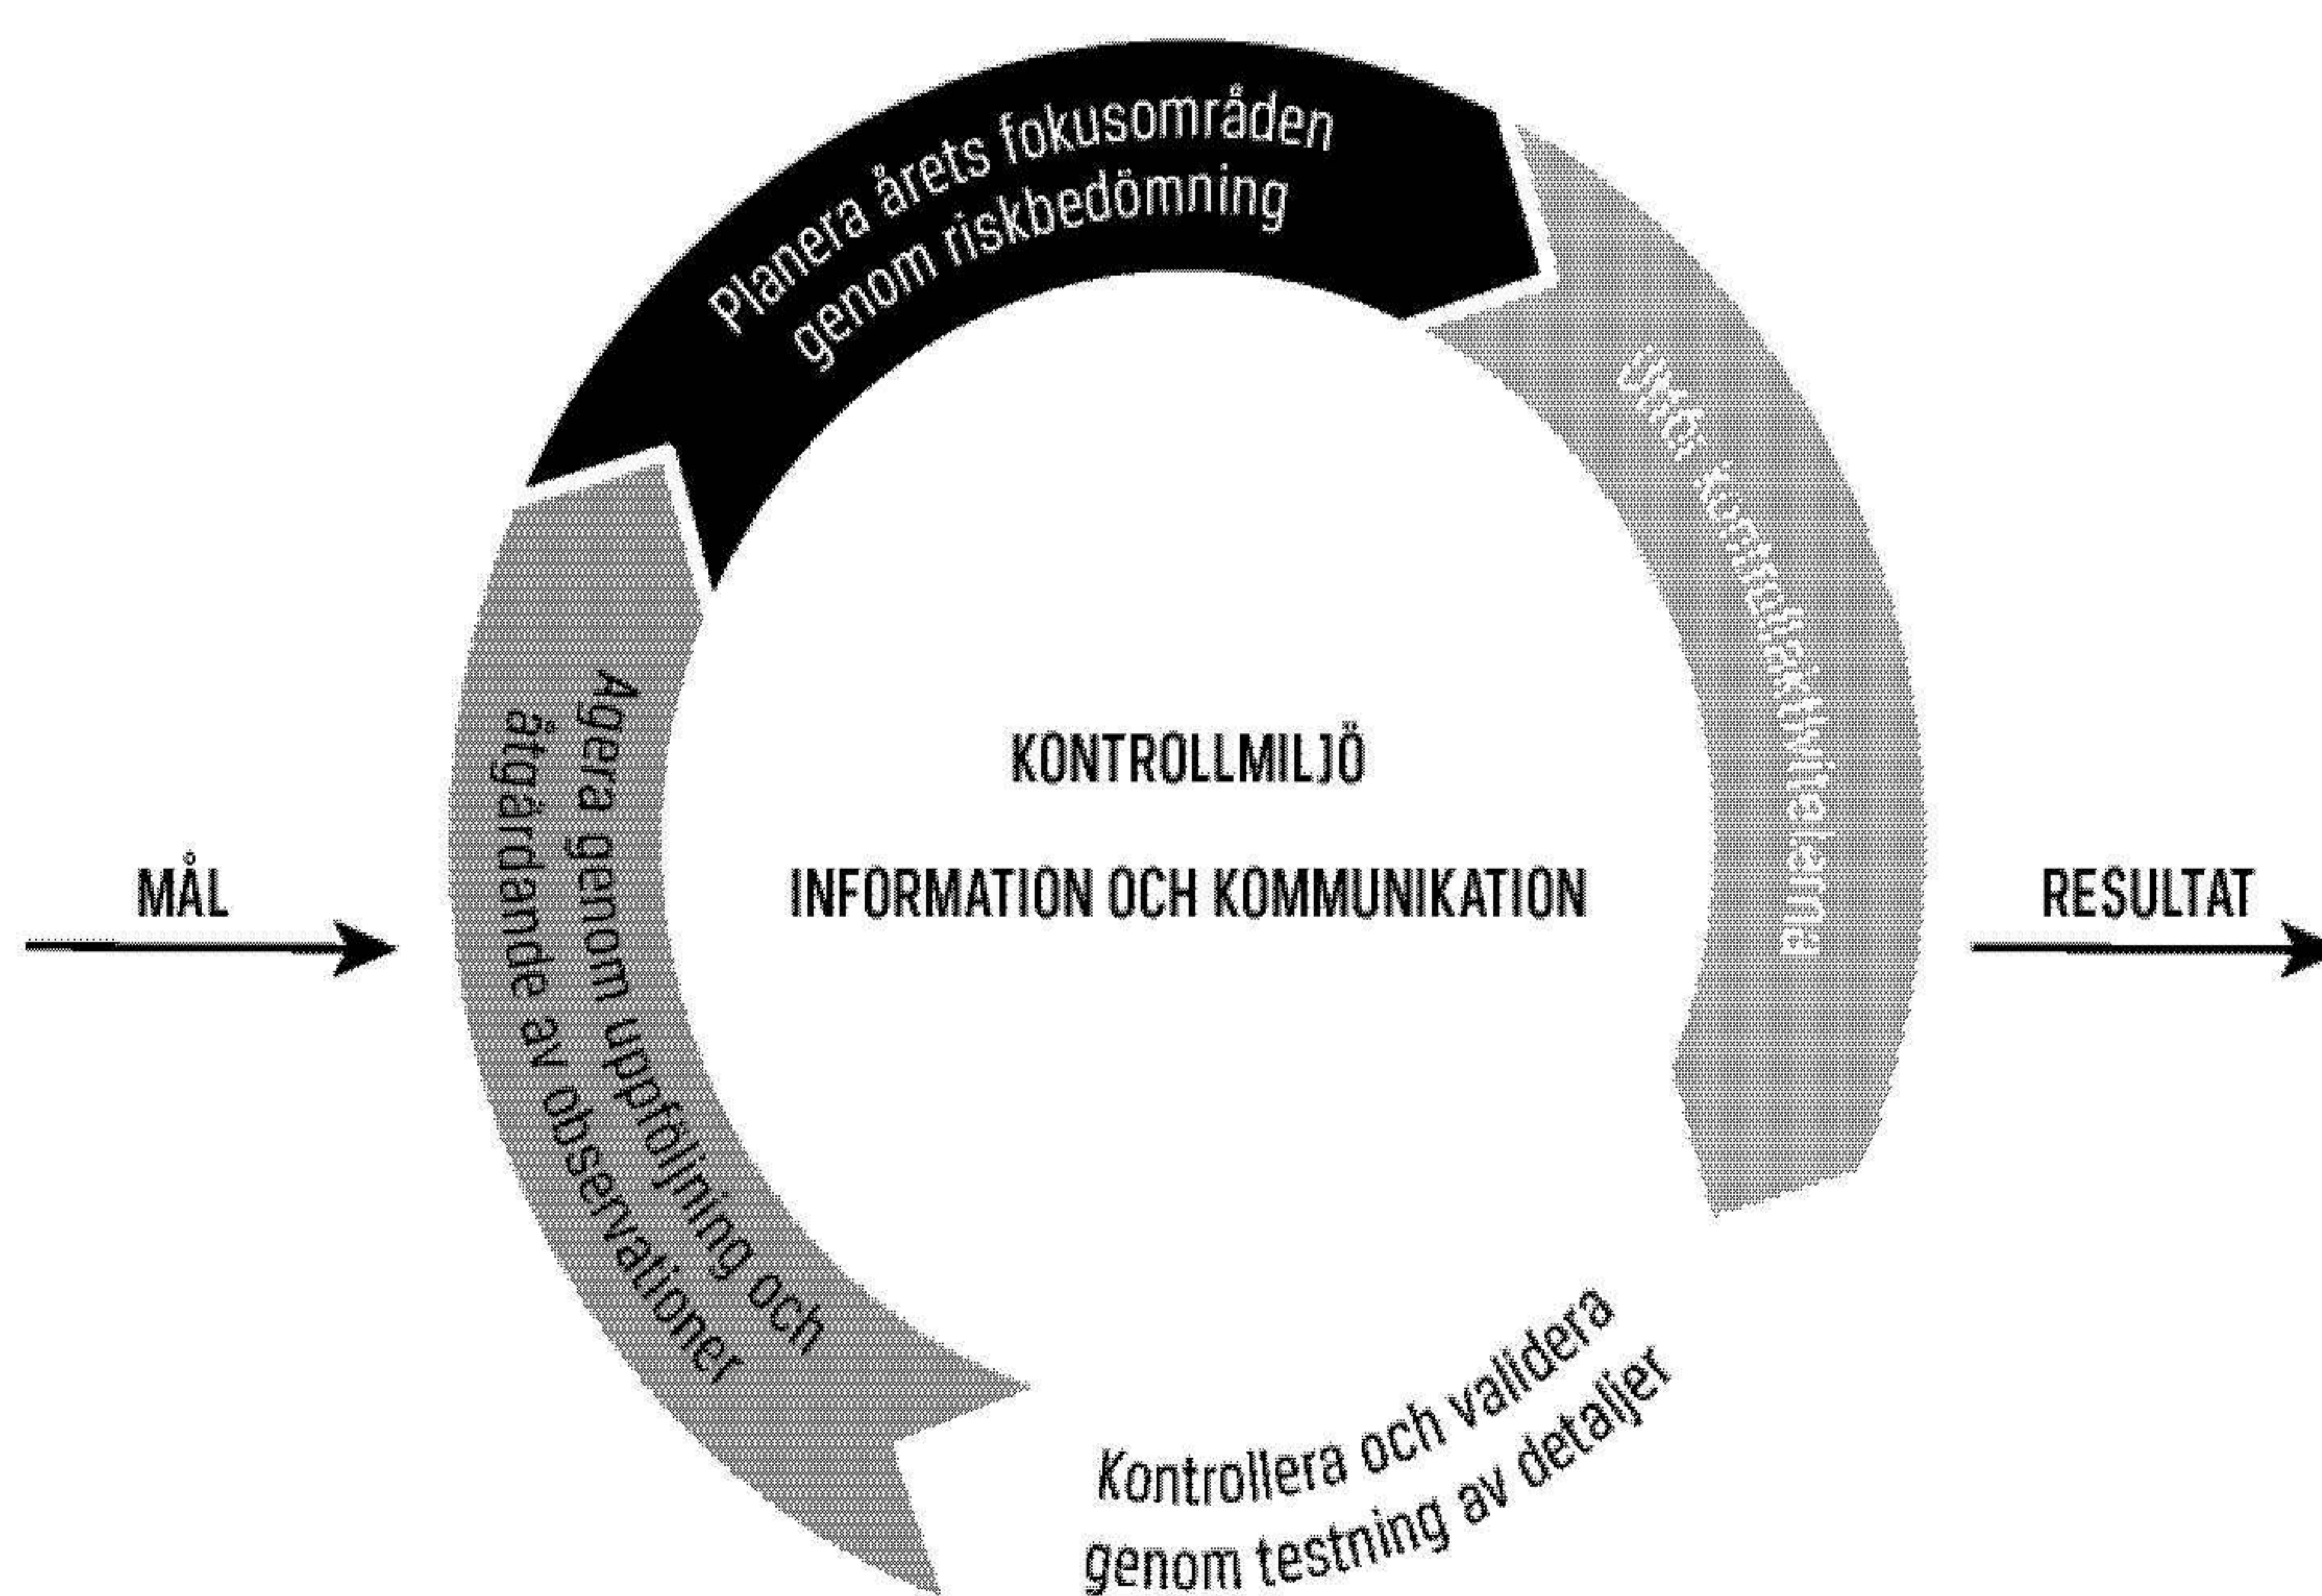 Planera årets fokusområden
genom riskbedömning
Utför kontrollaktiviteterna
KONTROLLMILJÖ
INFORMATION OCH KOMMUNIKATION
MÅL
RESULTAT
Agera genom uppföljning och
åtgärdande av observationer
Kontrollera och validera
genom testning av detaljer